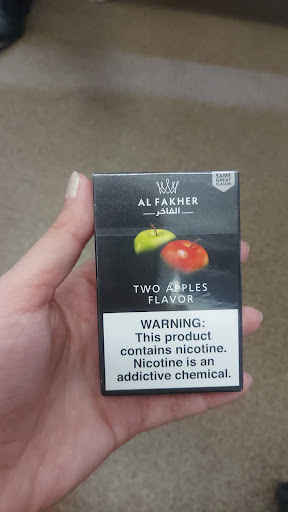 SAME
GREAT
FLAVOR
AL FAKHER
الفاخر
TWO APPLES
FLAVOR
WARNING:
This product
contains nicotine.
Nicotine is an
addictive chemical.